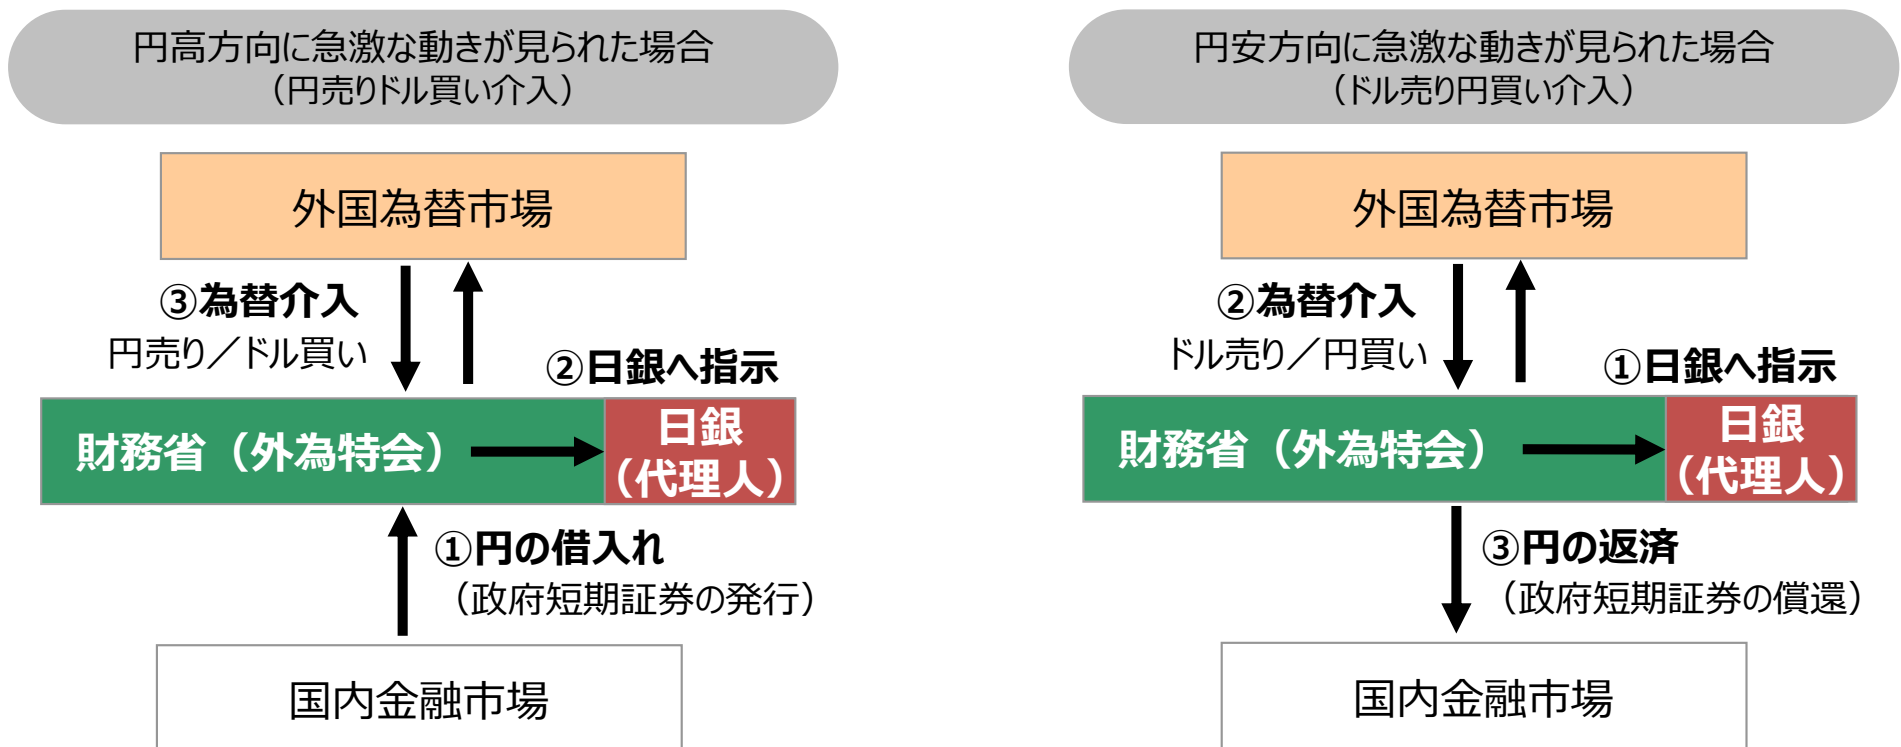 円高方向に急激な動きが見られた場合
（円売りドル買い介入）
外国為替市場
③為替介入
円売り／ドル買い
②日銀へ指示
財務省（外為特会）
日銀
（代理人）
①円の借入れ
（政府短期証券の発行）
国内金融市場
円安方向に急激な動きが見られた場合
（ドル売り円買い介入）
外国為替市場
②為替介入
ドル売り／円買い
①日銀へ指示
財務省（外為特会）
日銀
（代理人）
③円の返済
（政府短期証券の償還）
国内金融市場